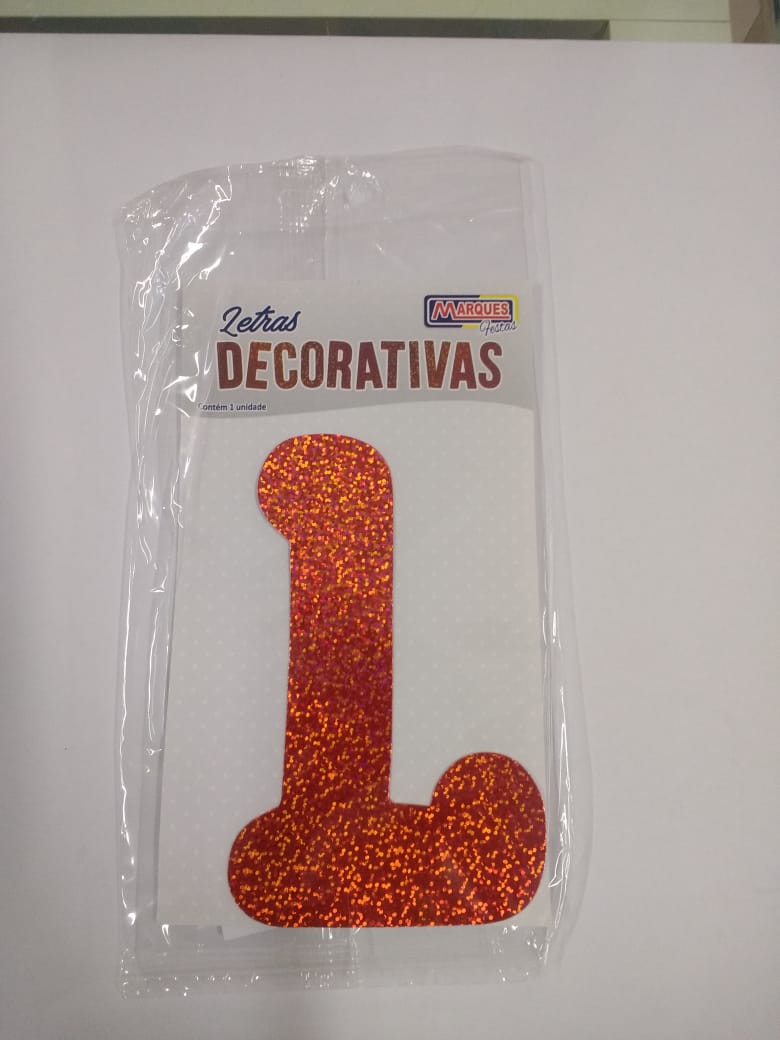 Letras
MARQUES
Festas
DECORATIVAS
Contém 1 unidade
L